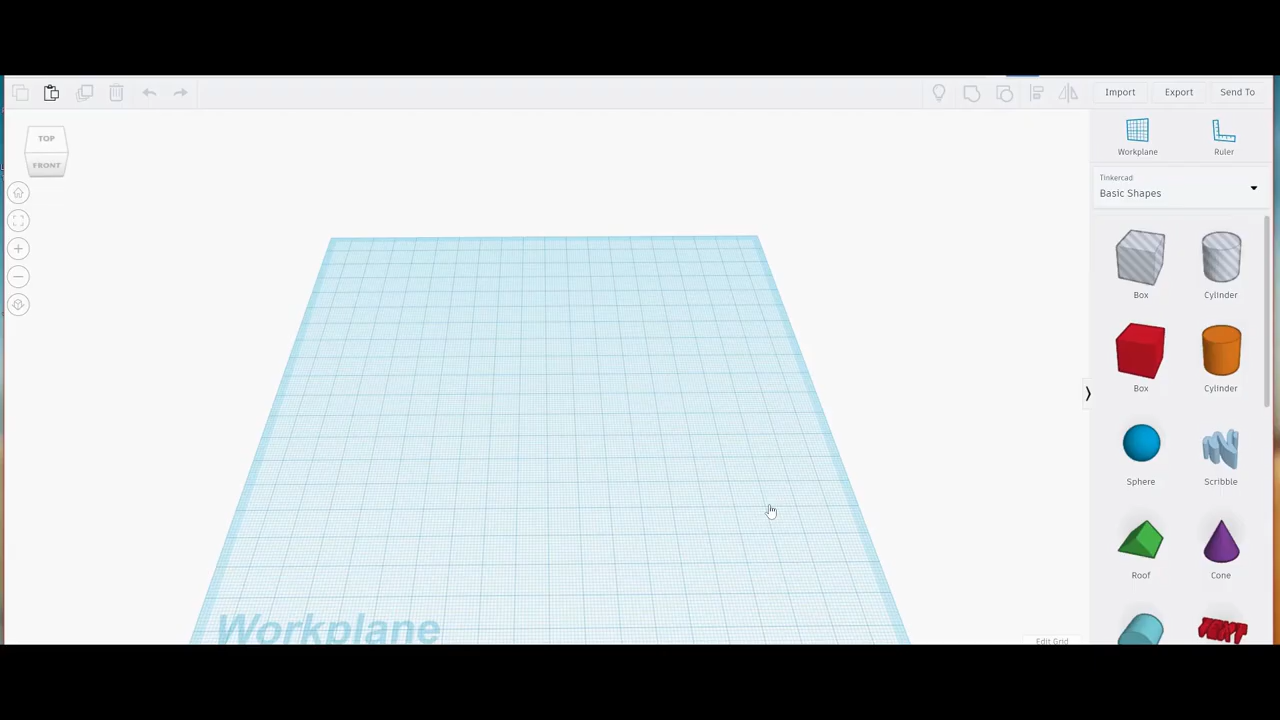 Import Export Send To
TOP
FRONT
Workplane Ruler
Tinkercad
Basic Shapes
Box Cylinder
Box Cylinder
Sphere Scribble
Roof Cone
TEXT
Workplane
Edit Grid